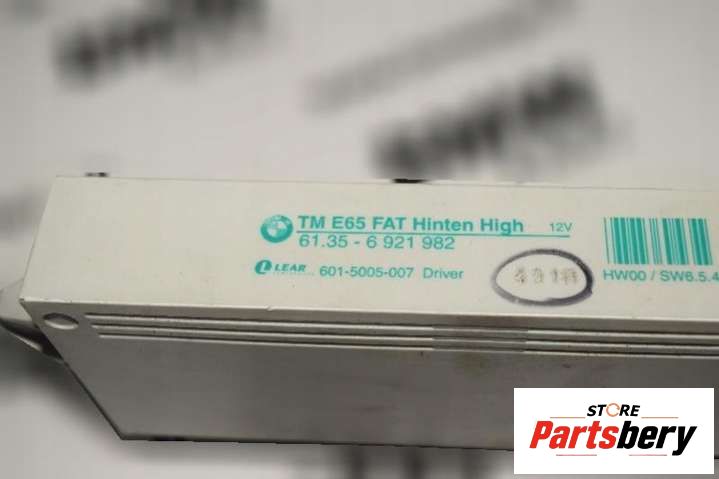 TM E65 FAT Hinten High 12V
61.35 - 6 921 982
LEAR 601-5005-007 Driver
HW00 / SW6.5.4
STORE
Partsbery